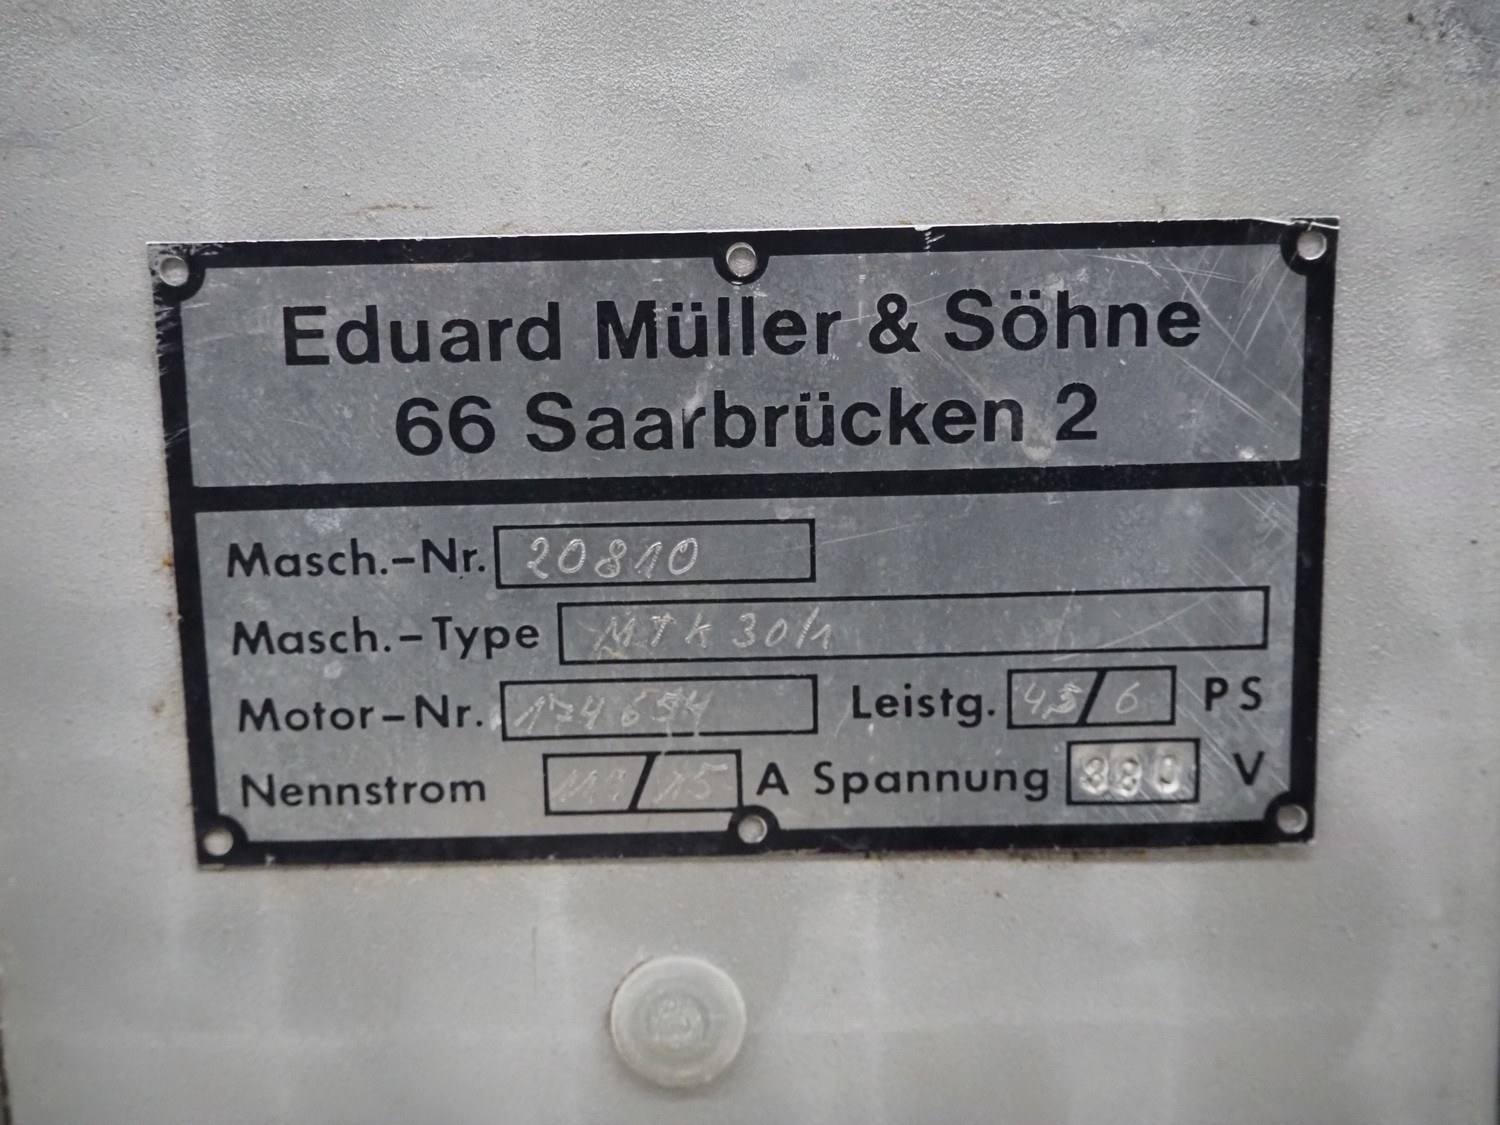 Eduard Müller & Söhne
66 Saarbrücken 2
Masch.-Nr. 20810
Masch.-Type MTK 30/1
Motor-Nr. 174654 Leistg. 4,5/6 PS
Nennstrom / 15 A Spannung 380 V